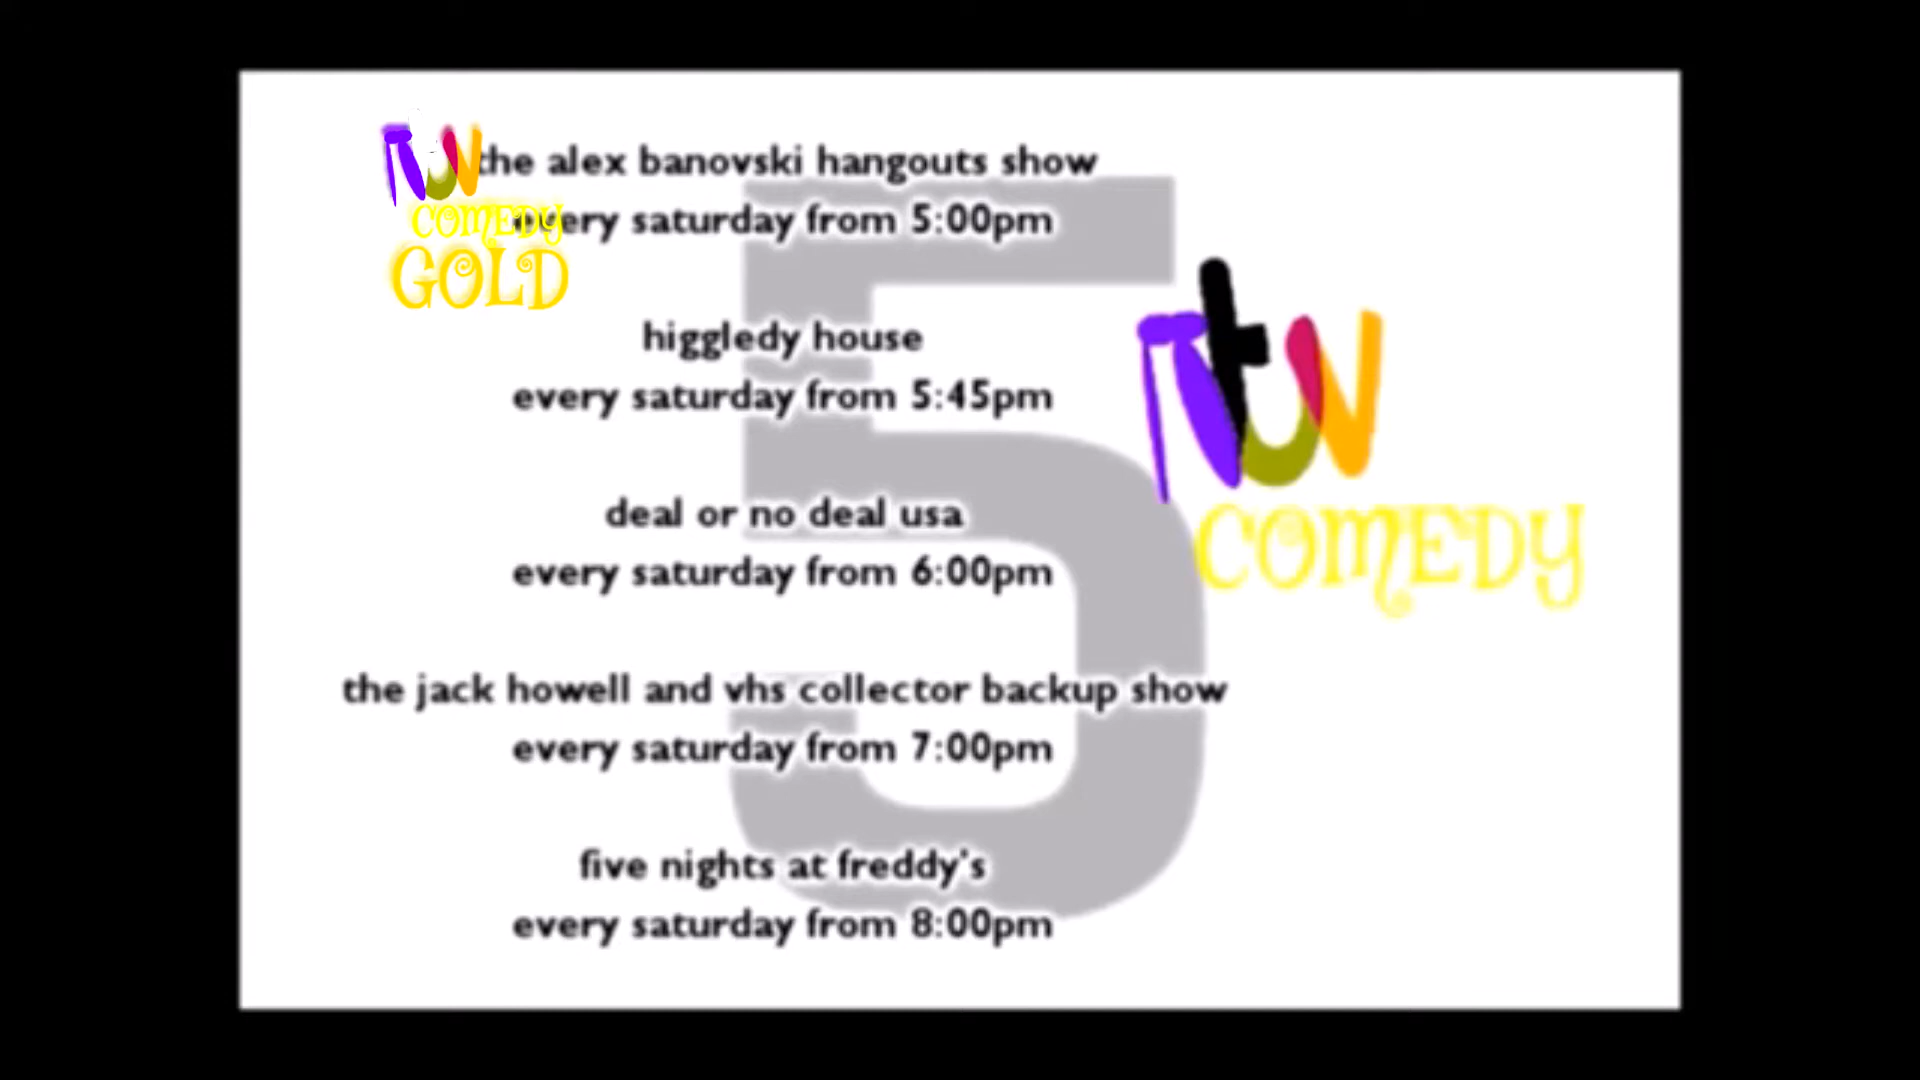 the alex banovski hangouts show
every saturday from 5:00pm
COMEDY
GOLD
higgledy house
every saturday from 5:45pm
deal or no deal usa
every saturday from 6:00pm
the jack howell and vhs collector backup show
every saturday from 7:00pm
five nights at freddy's
every saturday from 8:00pm
5
itv
COMEDY